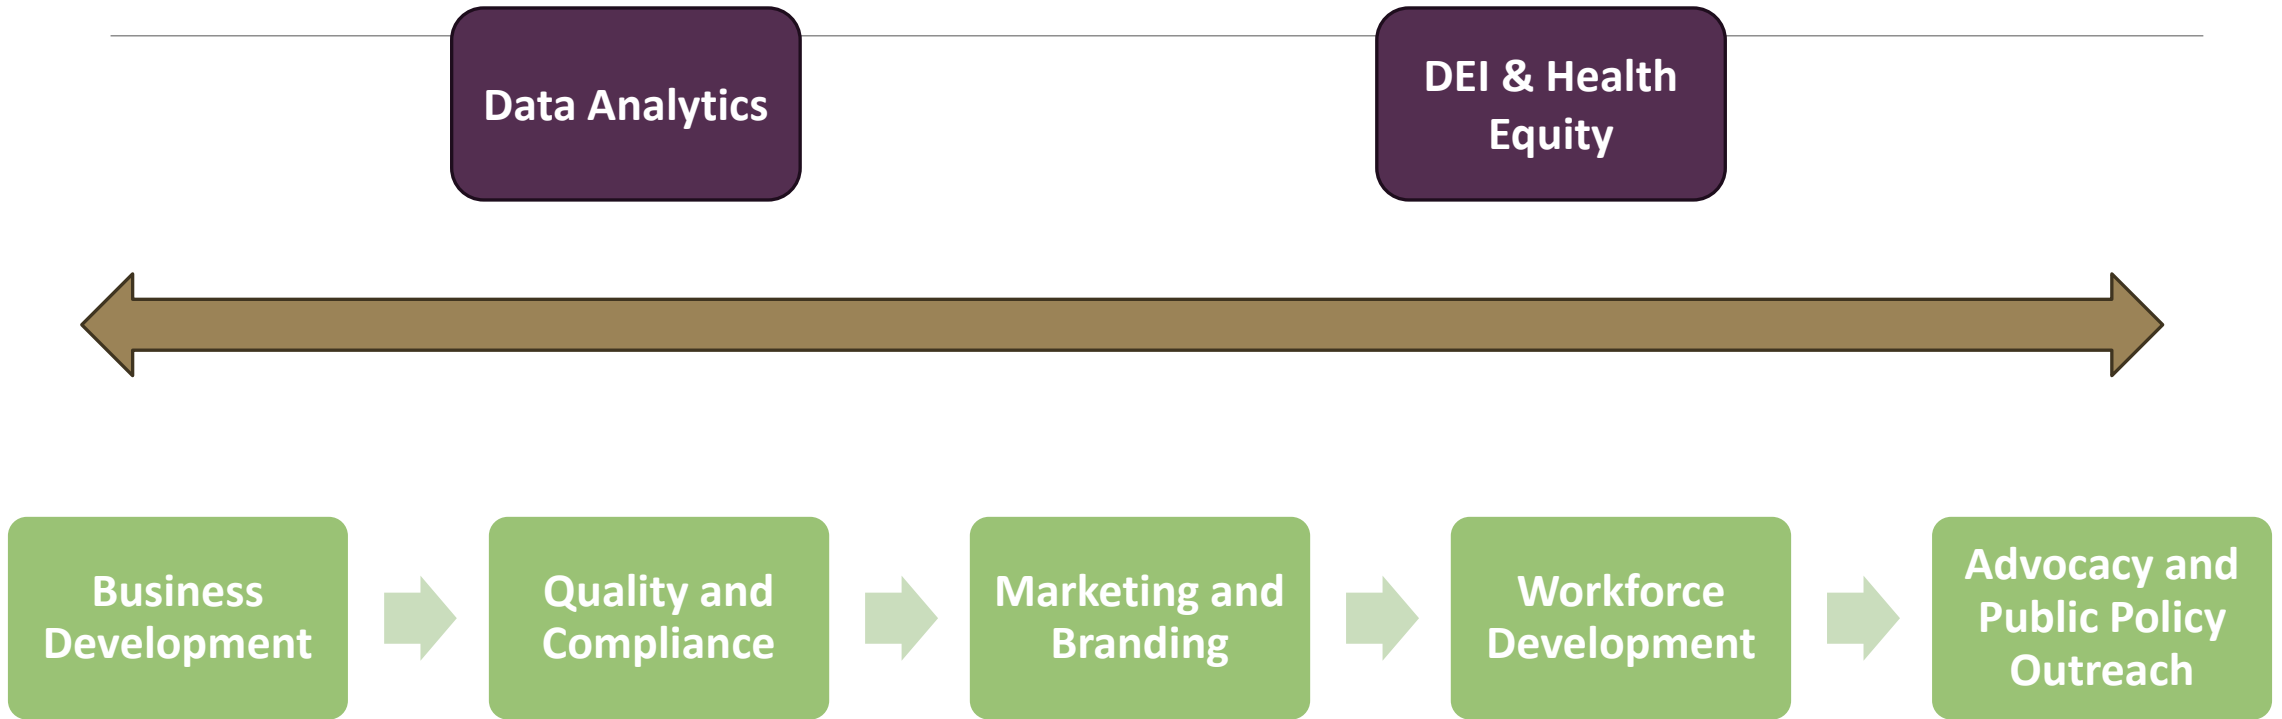 Data Analytics
DEI & Health
Equity
Business
Development
Quality and
Compliance
Marketing and
Branding
Workforce
Development
Advocacy and
Public Policy
Outreach